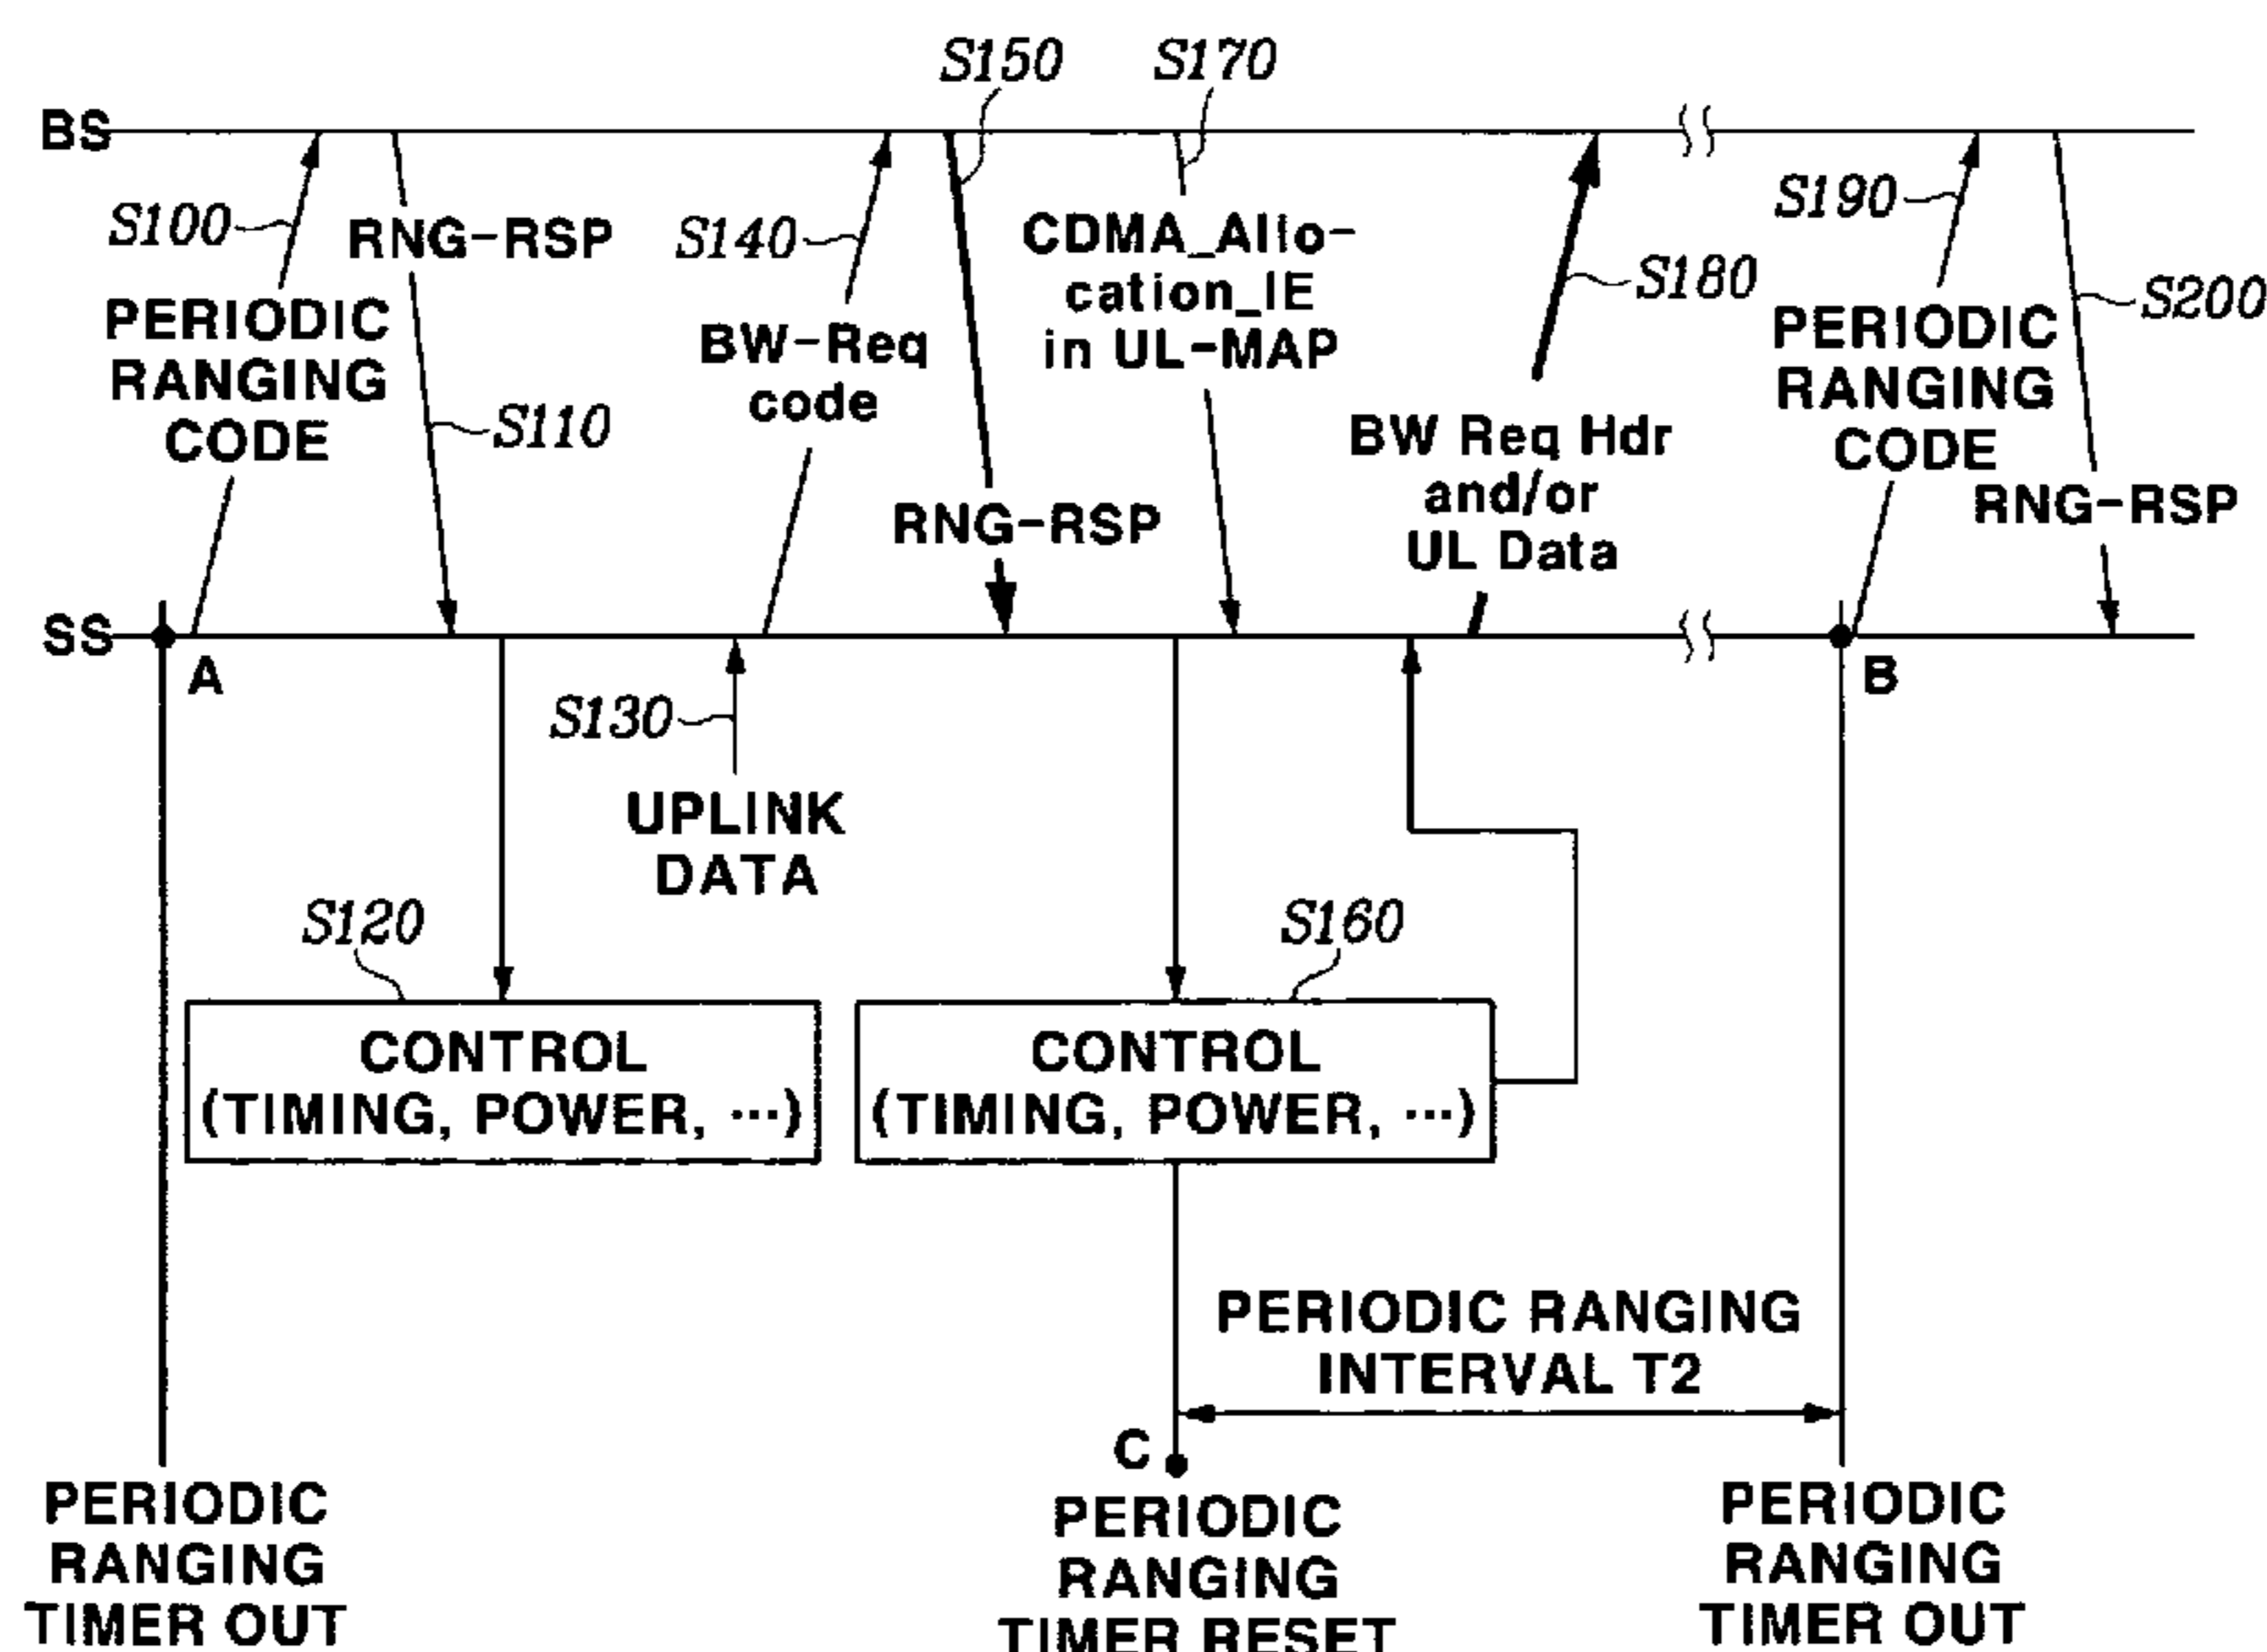 S150
S170
BS
S100
RNG-RSP
S140
CDMA_Allo-
cation_IE
in UL-MAP
S180
S190
S200
PERIODIC
RANGING
CODE
S110
BW-Req
code
RNG-RSP
BW Req Hdr
and/or
UL Data
PERIODIC
RANGING
CODE
RNG-RSP
SS
A
B
S130
UPLINK
DATA
S120
S160
CONTROL
(TIMING, POWER, ···)
CONTROL
(TIMING, POWER, ···)
PERIODIC RANGING
INTERVAL T2
C
PERIODIC
RANGING
TIMER OUT
PERIODIC
RANGING
TIMER RESET
PERIODIC
RANGING
TIMER OUT